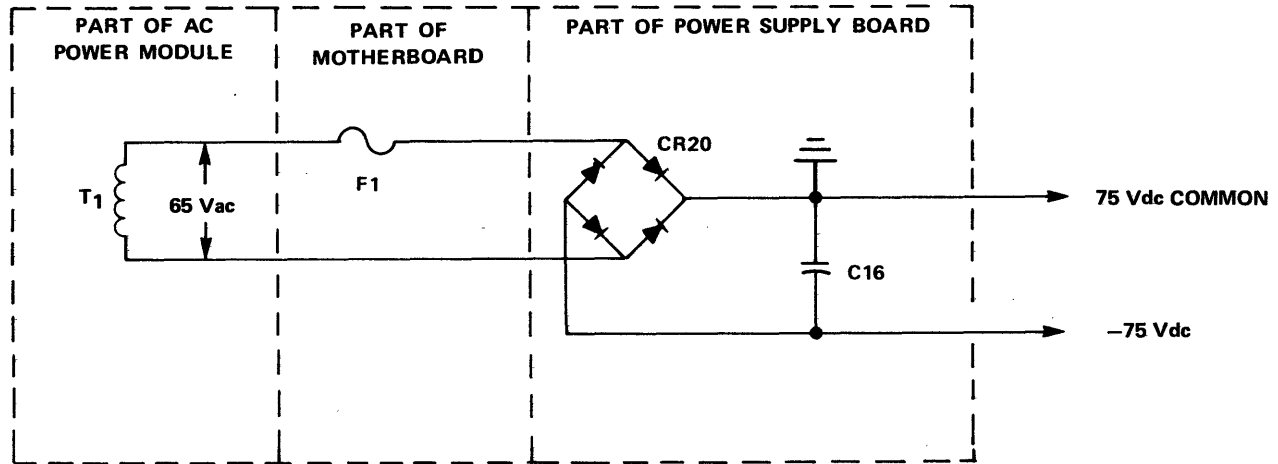 PART OF AC
POWER MODULE
PART OF
MOTHERBOARD
PART OF POWER SUPPLY BOARD
T1
65 Vac
F1
CR20
C16
75 Vdc COMMON
−75 Vdc